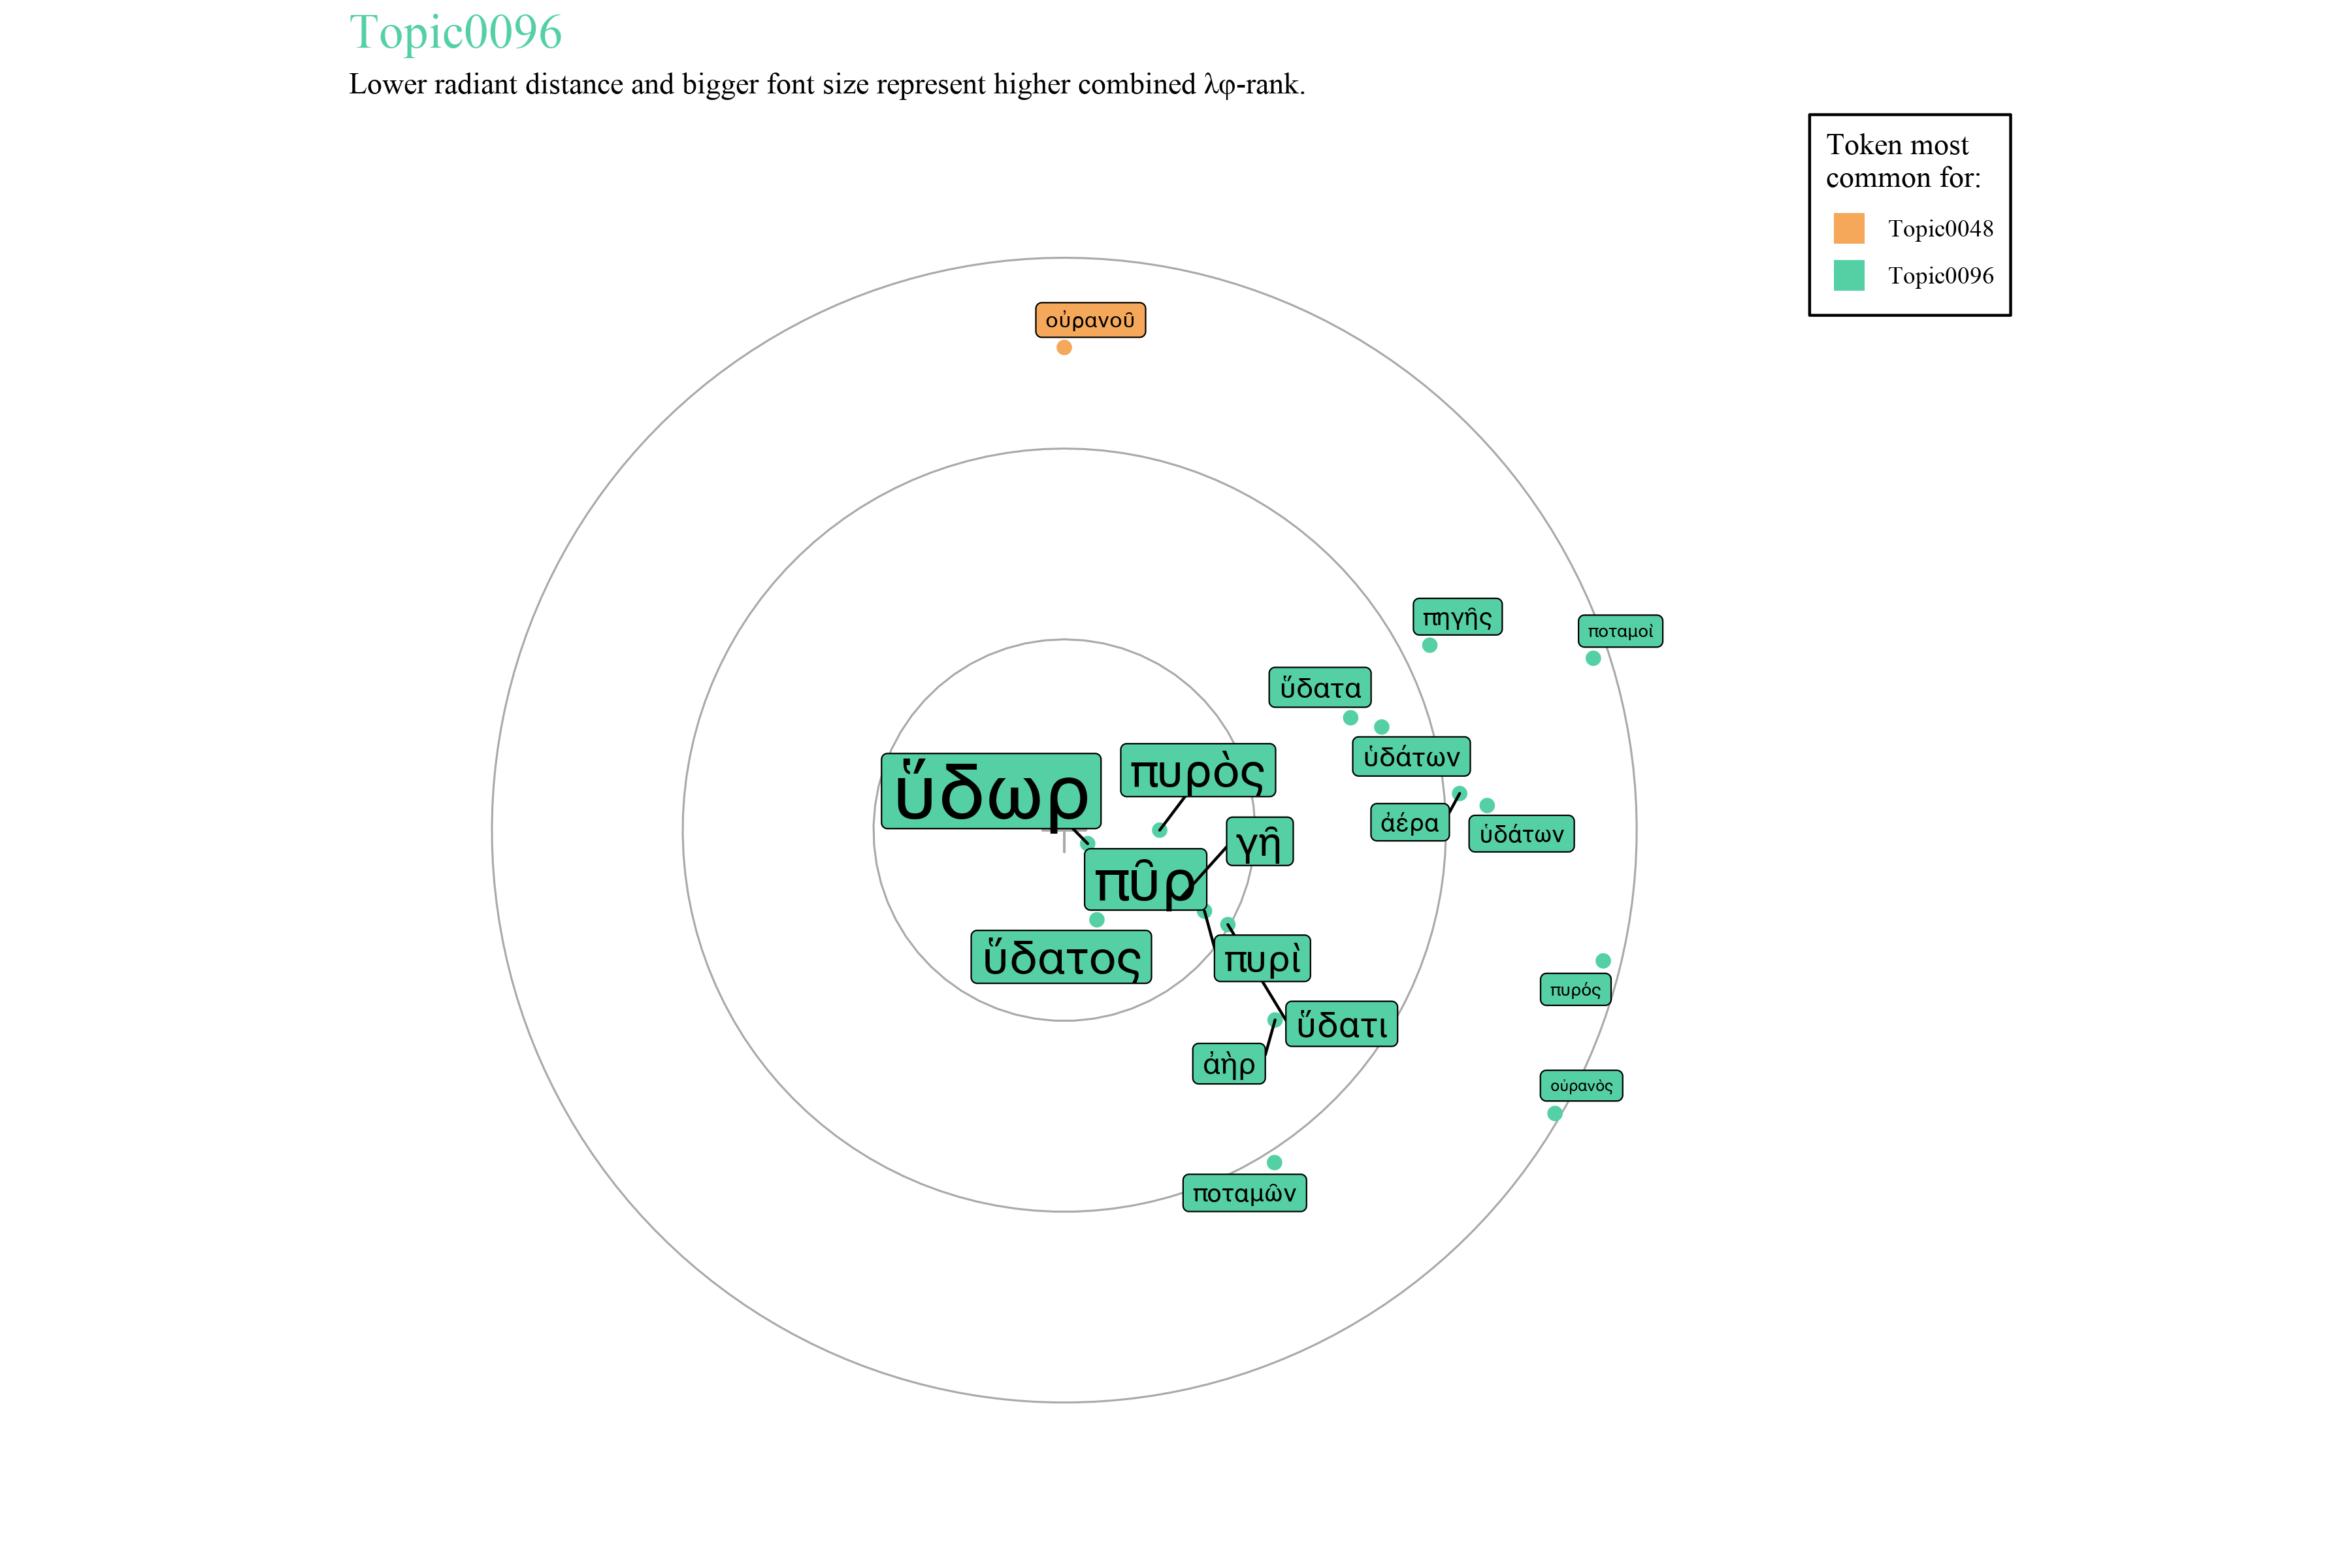 Topic0096
Lower radiant distance and bigger font size represent higher combined λφ-rank.
Token most
common for:
Topic0048
Topic0096
οὐρανοῦ
πηγῆς
ποταμοὶ
ὕδατα
ὑδάτων
πυρὸς
ὕδωρ
ἀέρα
ὑδάτων
γῆ
πῦρ
ὕδατος
πυρὶ
πυρός
ὕδατι
ἀὴρ
οὐρανὸς
ποταμῶν